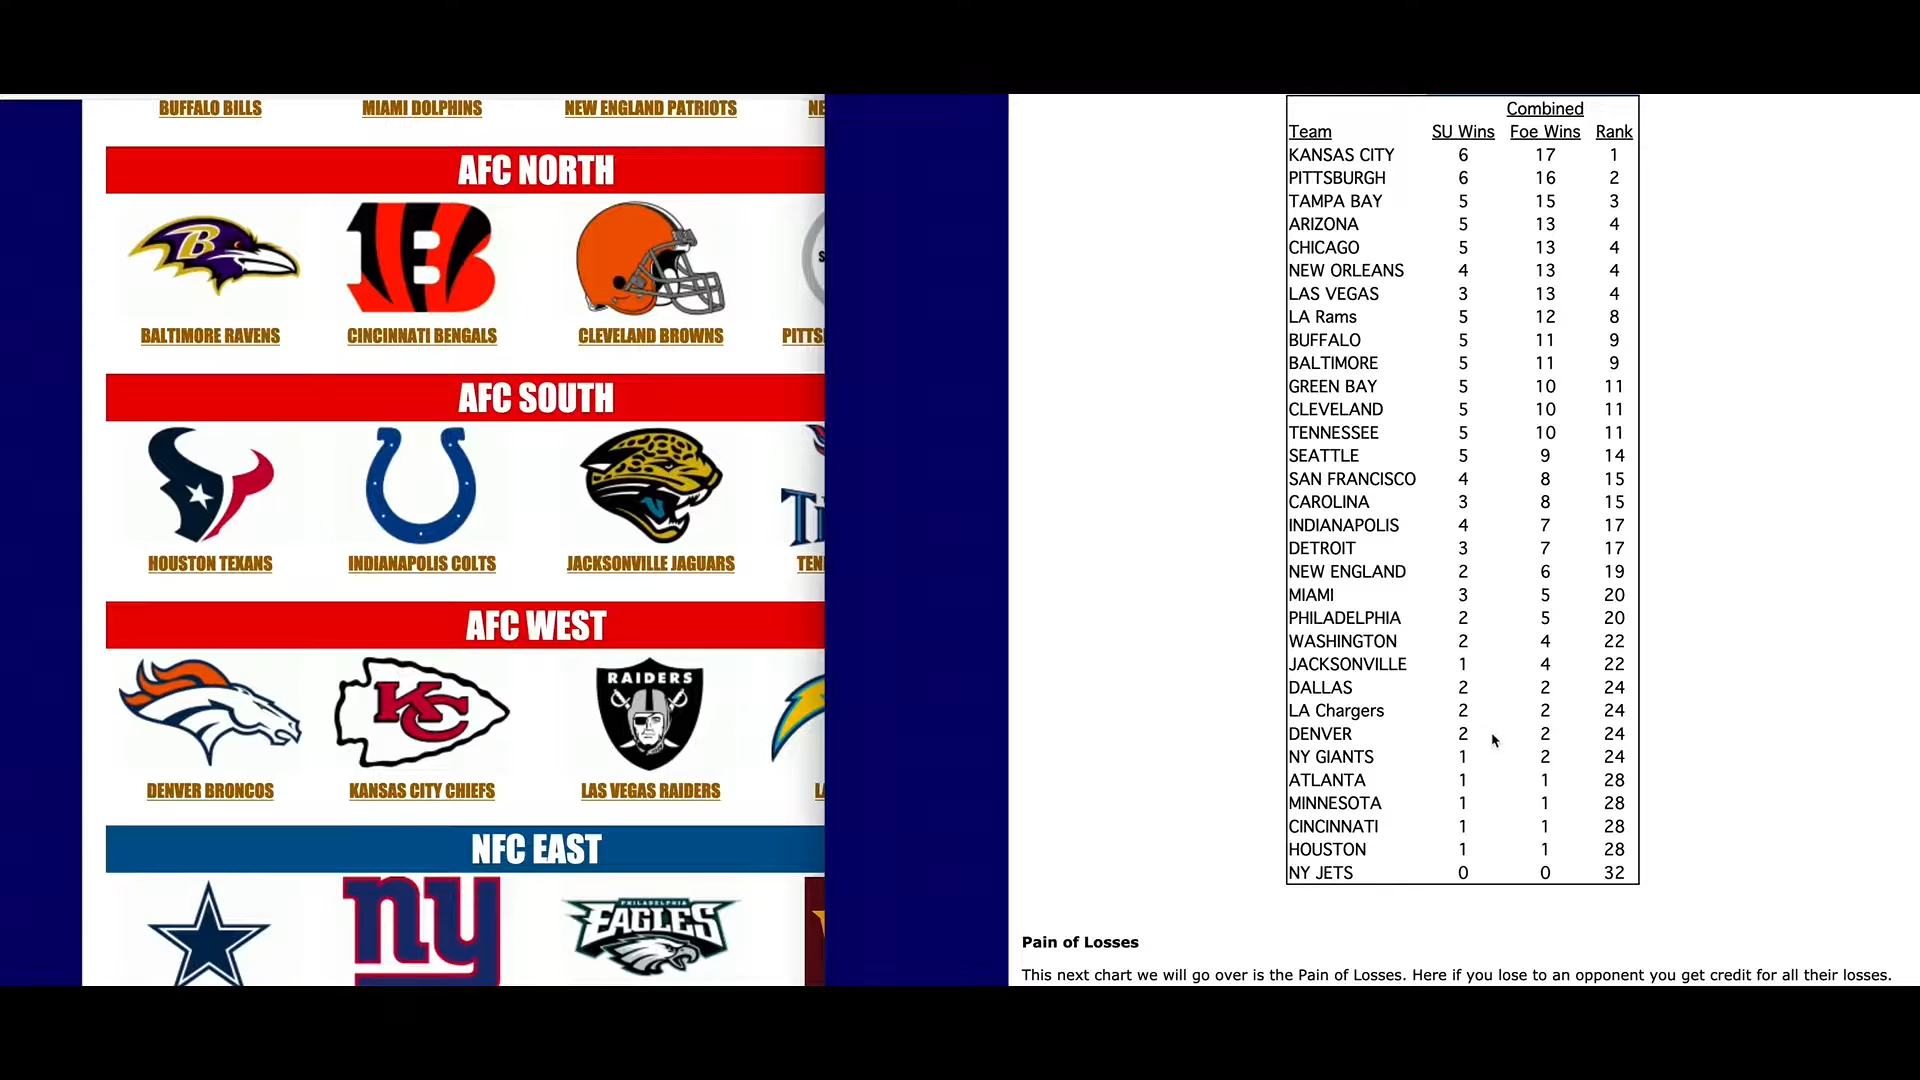 BUFFALO BILLS MIAMI DOLPHINS NEW ENGLAND PATRIOTS NE
AFC NORTH
B
B
S
BALTIMORE RAVENS CINCINNATI BENGALS CLEVELAND BROWNS PITTS
AFC SOUTH
TI
HOUSTON TEXANS INDIANAPOLIS COLTS JACKSONVILLE JAGUARS TEN
AFC WEST
KC
RAIDERS
DENVER BRONCOS KANSAS CITY CHIEFS LAS VEGAS RAIDERS LA
NFC EAST
ny
PHILADELPHIA
EAGLES
Combined
Team SU Wins Foe Wins Rank
KANSAS CITY 6 17 1
PITTSBURGH 6 16 2
TAMPA BAY 5 15 3
ARIZONA 5 13 4
CHICAGO 5 13 4
NEW ORLEANS 4 13 4
LAS VEGAS 3 13 4
LA Rams 5 12 8
BUFFALO 5 11 9
BALTIMORE 5 11 9
GREEN BAY 5 10 11
CLEVELAND 5 10 11
TENNESSEE 5 10 11
SEATTLE 5 9 14
SAN FRANCISCO 4 8 15
CAROLINA 3 8 15
INDIANAPOLIS 4 7 17
DETROIT 3 7 17
NEW ENGLAND 2 6 19
MIAMI 3 5 20
PHILADELPHIA 2 5 20
WASHINGTON 2 4 22
JACKSONVILLE 1 4 22
DALLAS 2 2 24
LA Chargers 2 2 24
DENVER 2 2 24
NY GIANTS 1 2 24
ATLANTA 1 1 28
MINNESOTA 1 1 28
CINCINNATI 1 1 28
HOUSTON 1 1 28
NY JETS 0 0 32
Pain of Losses
This next chart we will go over is the Pain of Losses. Here if you lose to an opponent you get credit for all their losses.